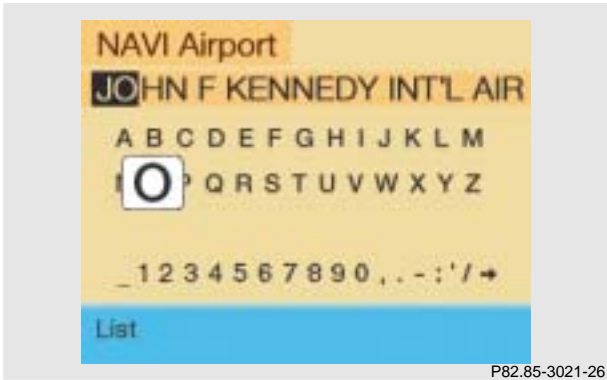 NAVI Airport
JOHN F KENNEDY INT'L AIR
A B C D E F G H I J K L M
O P Q R S T U V W X Y Z
_ 1 2 3 4 5 6 7 8 9 0 , . - : ' / →
List
P82.85-3021-26